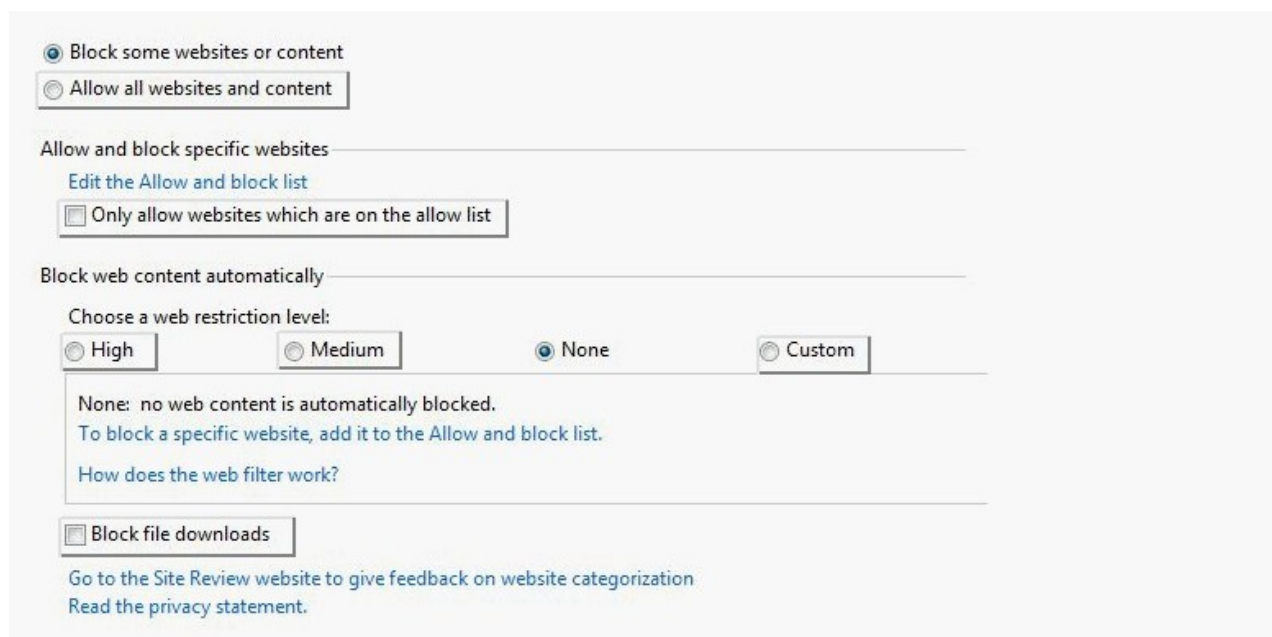 Block some websites or content
Allow all websites and content
Allow and block specific websites
Edit the Allow and block list
Only allow websites which are on the allow list
Block web content automatically
Choose a web restriction level:
High Medium None Custom
None: no web content is automatically blocked.
To block a specific website, add it to the Allow and block list.
How does the web filter work?
Block file downloads
Go to the Site Review website to give feedback on website categorization
Read the privacy statement.